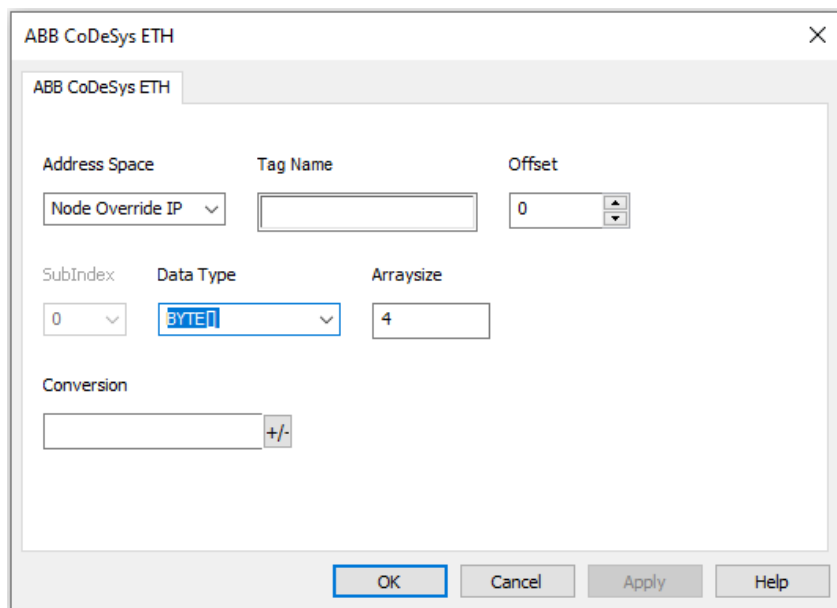 ABB CoDeSys ETH
ABB CoDeSys ETH
Address Space Tag Name Offset
Node Override IP 0
SubIndex Data Type Arraysize
0 BYTE[] 4
Conversion
+/-
OK Cancel Apply Help